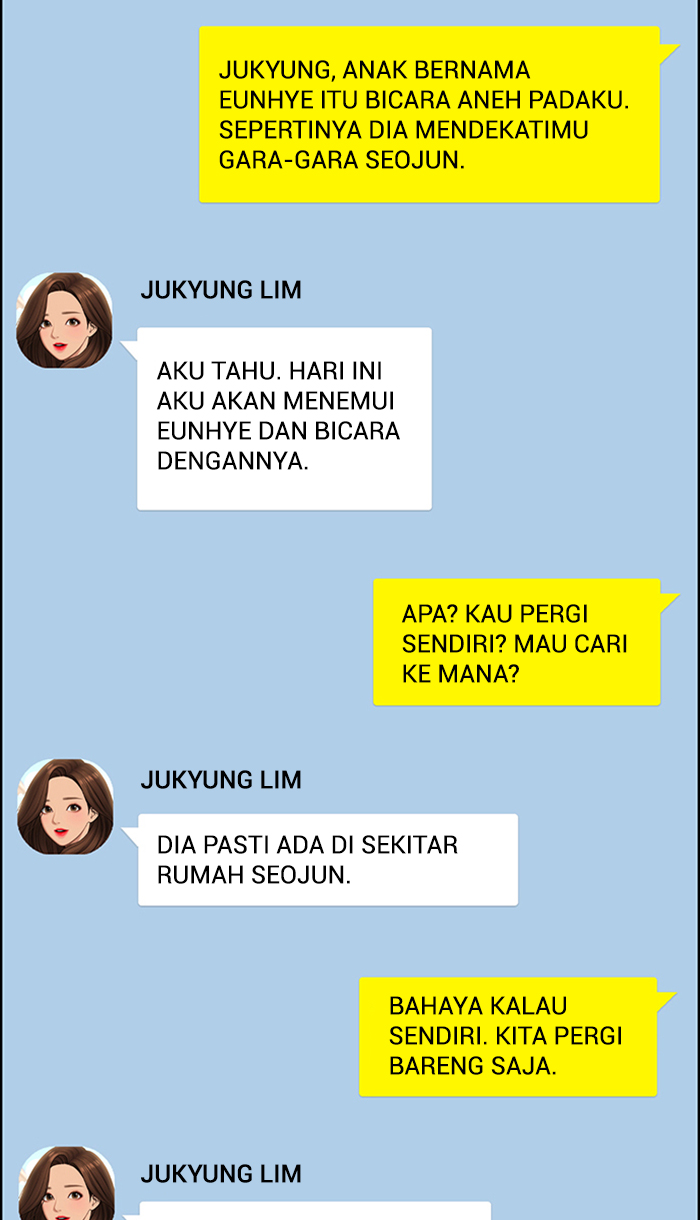 JUKYUNG, ANAK BERNAMA
EUNHYE ITU BICARA ANEH PADAKU.
SEPERTINYA DIA MENDEKATIMU
GARA-GARA SEOJUN.
JUKYUNG LIM
AKU TAHU. HARI INI
AKU AKAN MENEMUI
EUNHYE DAN BICARA
DENGANNYA.
APA? KAU PERGI
SENDIRI? MAU CARI
KE MANA?
JUKYUNG LIM
DIA PASTI ADA DI SEKITAR
RUMAH SEOJUN.
BAHAYA KALAU
SENDIRI. KITA PERGI
BARENG SAJA.
JUKYUNG LIM